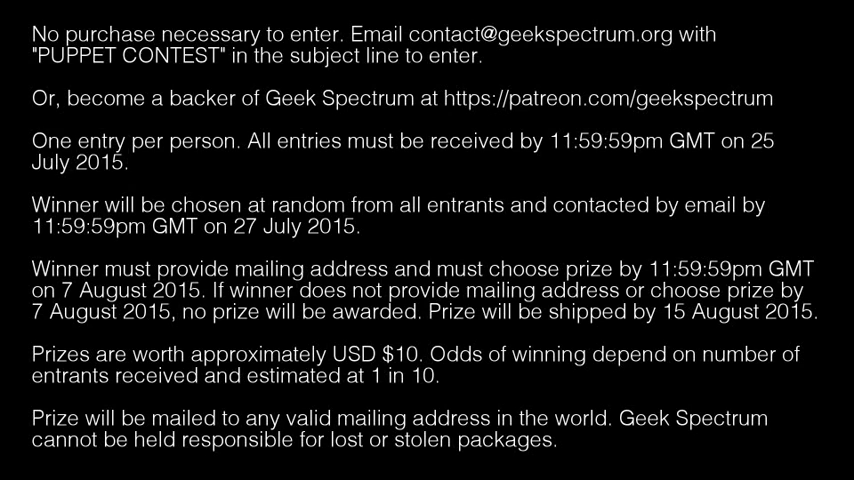 No purchase necessary to enter. Email contact@geekspectrum.org with
"PUPPET CONTEST" in the subject line to enter.
Or, become a backer of Geek Spectrum at https://patreon.com/geekspectrum
One entry per person. All entries must be received by 11:59:59pm GMT on 25
July 2015.
Winner will be chosen at random from all entrants and contacted by email by
11:59:59pm GMT on 27 July 2015.
Winner must provide mailing address and must choose prize by 11:59:59pm GMT
on 7 August 2015. If winner does not provide mailing address or choose prize by
7 August 2015, no prize will be awarded. Prize will be shipped by 15 August 2015.
Prizes are worth approximately USD $10. Odds of winning depend on number of
entrants received and estimated at 1 in 10.
Prize will be mailed to any valid mailing address in the world. Geek Spectrum
cannot be held responsible for lost or stolen packages.